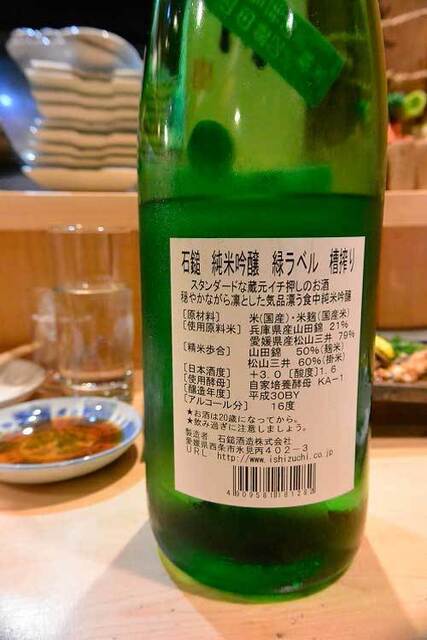 石鎚 純米吟醸 緑ラベル 槽搾り
スタンダードな蔵元イチ押しのお酒
穏やかながら凛とした気品漂う食中純米吟醸
[原材料] 米(国産)・米麹(国産米)
[使用原料米] 兵庫県産山田錦 21%
愛媛県産松山三井 79%
[精米歩合] 山田錦 50%(麹米)
松山三井 60%(掛米)
[日本酒度] +3.0 [酸度]1.6
[使用酵母] 自家培養酵母 KA-1
[醸造年度] 平成30BY
[アルコール分] 16度
★お酒は20歳になってから。
★飲み過ぎに注意しましょう。
製造者 石鎚酒造株式会社
愛媛県西条市氷見丙402-3
URL http://www.ishizuchi.co.jp